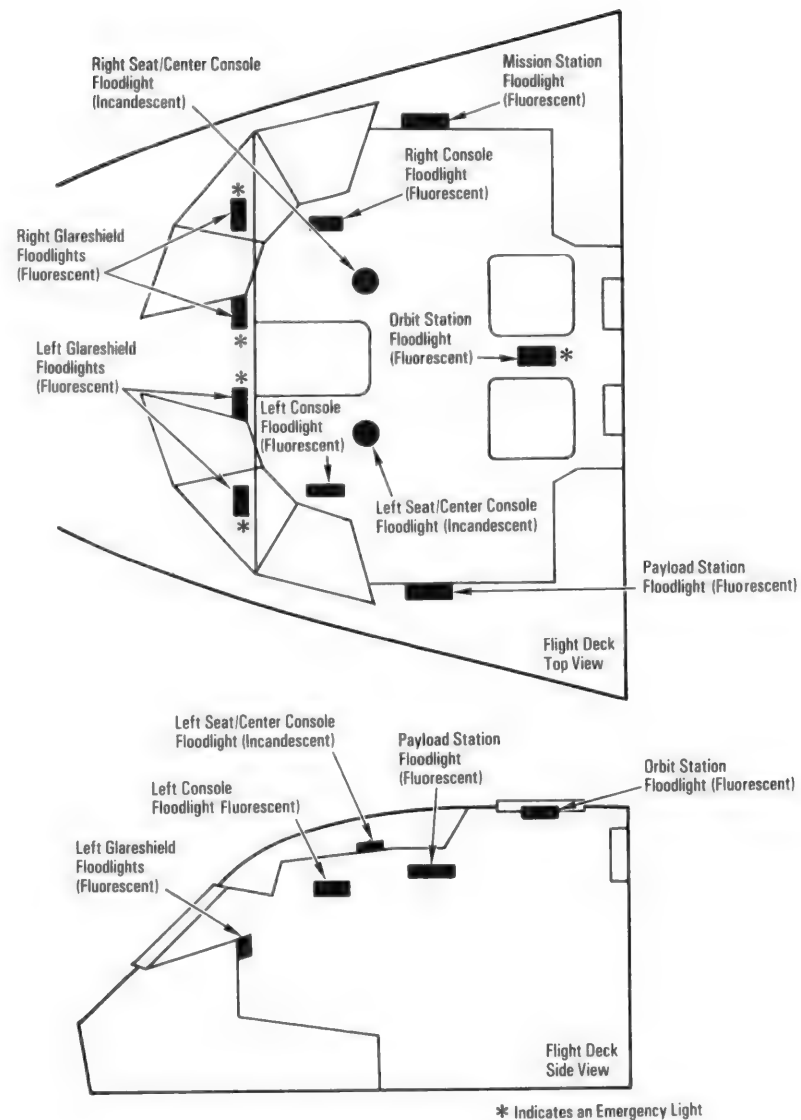 Right Seat/Center Console
Floodlight
(Incandescent)
Mission Station
Floodlight
(Fluorescent)
Right Console
Floodlight
(Fluorescent)
*
Right Glareshield
Floodlights
(Fluorescent)
Orbit Station
Floodlight
(Fluorescent)
*
*
Left Glareshield
Floodlights
(Fluorescent)
*
Left Console
Floodlight
(Fluorescent)
*
Left Seat/Center Console
Floodlight (Incandescent)
Payload Station
Floodlight (Fluorescent)
Flight Deck
Top View
Left Seat/Center Console
Floodlight (Incandescent)
Payload Station
Floodlight
(Fluorescent)
Orbit Station
Floodlight (Fluorescent)
Left Console
Floodlight Fluorescent)
Left Glareshield
Floodlights
(Fluorescent)
Flight Deck
Side View
* Indicates an Emergency Light